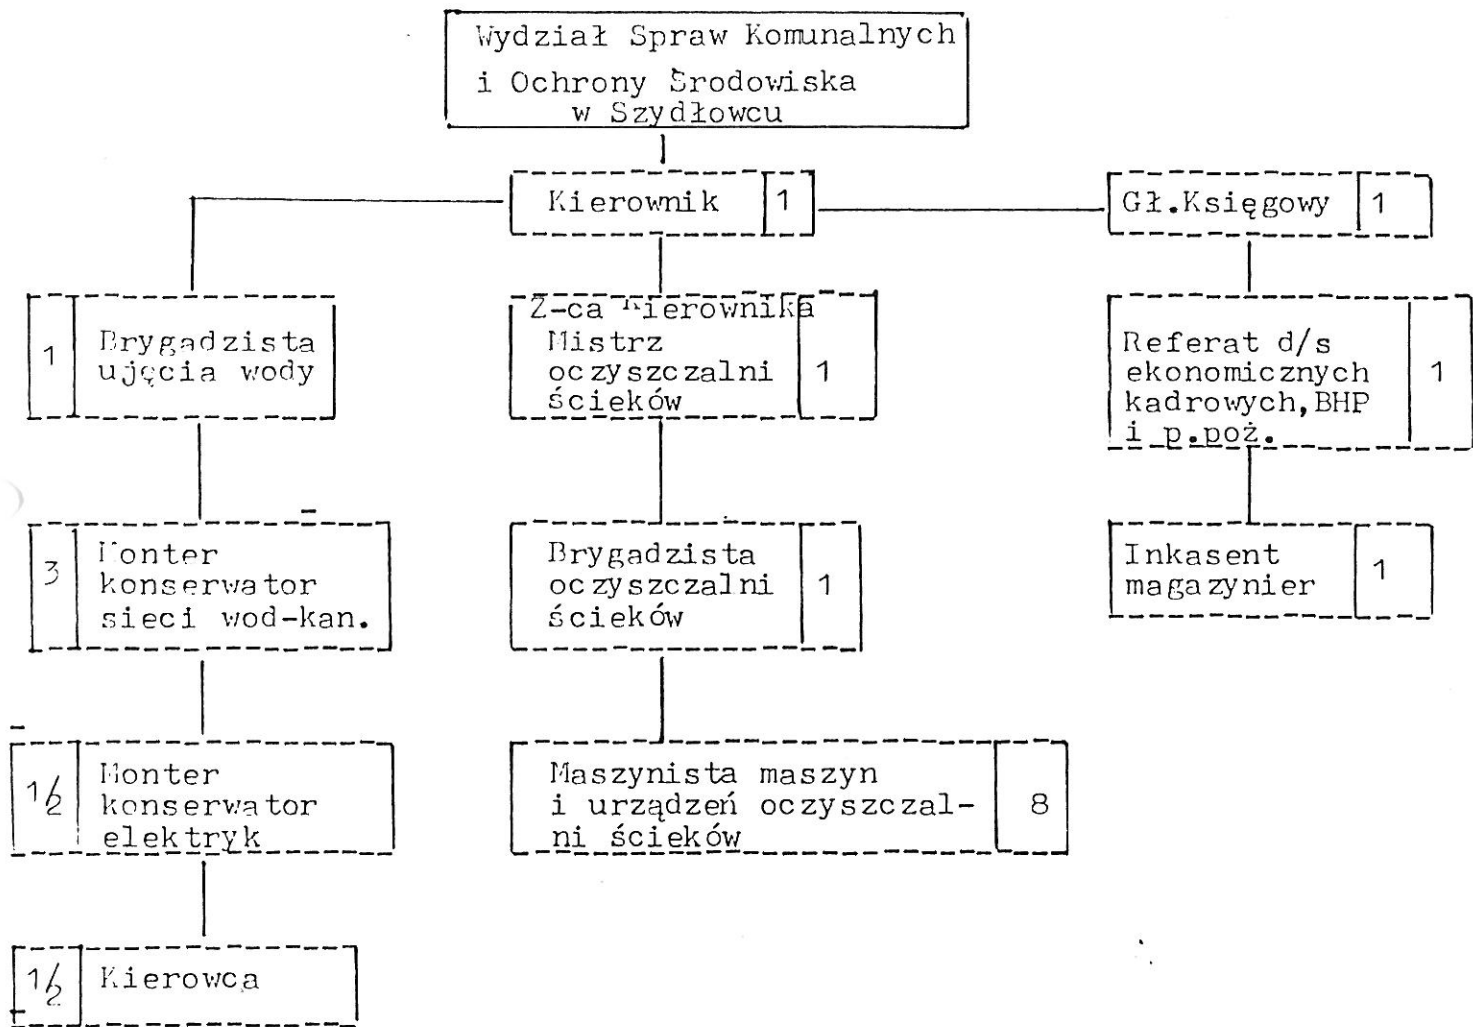 Wydział Spraw Komunalnych
i Ochrony Środowiska
w Szydłowcu
Kierownik 1
Gł.Księgowy 1
1
Brygadzista
ujęcia wody
Z-ca Kierownika
Mistrz
oczyszczalni 1
ścieków
Referat d/s
ekonomicznych 1
kadrowych,BHP
i p.poż.
3
Monter
konserwator
sieci wod-kan.
Brygadzista
oczyszczalni 1
ścieków
Inkasent 1
magazynier
1/2
Monter
konserwator
elektryk
Maszynista maszyn
i urządzeń oczyszczal- 8
ni ścieków
1/2 Kierowca